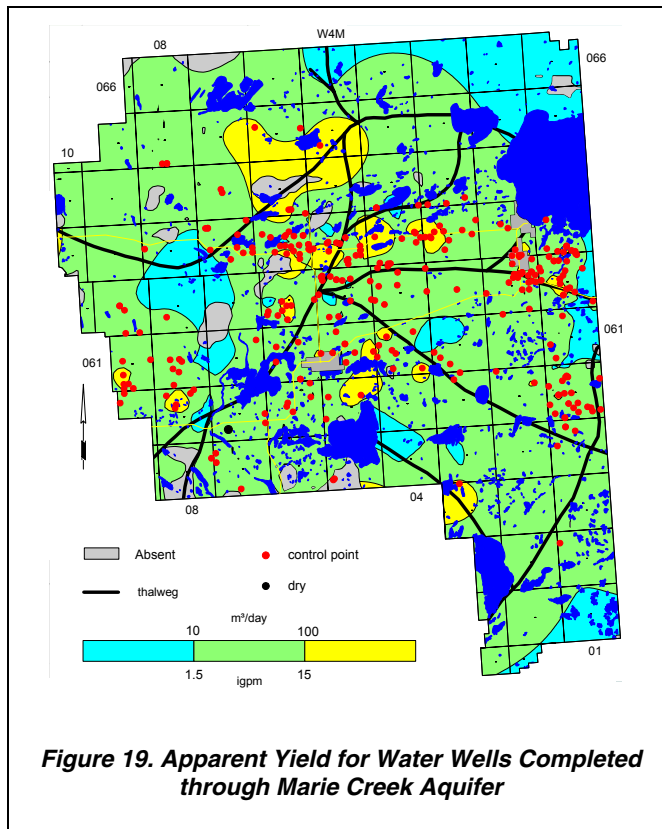 W4M
08
066
066
10
061
061
04
08
01
Absent
control point
thalweg
dry
m³/day
10
100
1.5
15
igpm
Figure 19. Apparent Yield for Water Wells Completed
through Marie Creek Aquifer